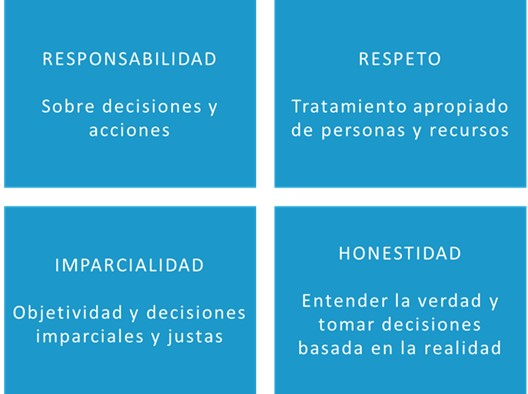 RESPONSABILIDAD
Sobre decisiones y
acciones
RESPETO
Tratamiento apropiado
de personas y recursos
IMPARCIALIDAD
Objetividad y decisiones
imparciales y justas
HONESTIDAD
Entender la verdad y
tomar decisiones
basada en la realidad